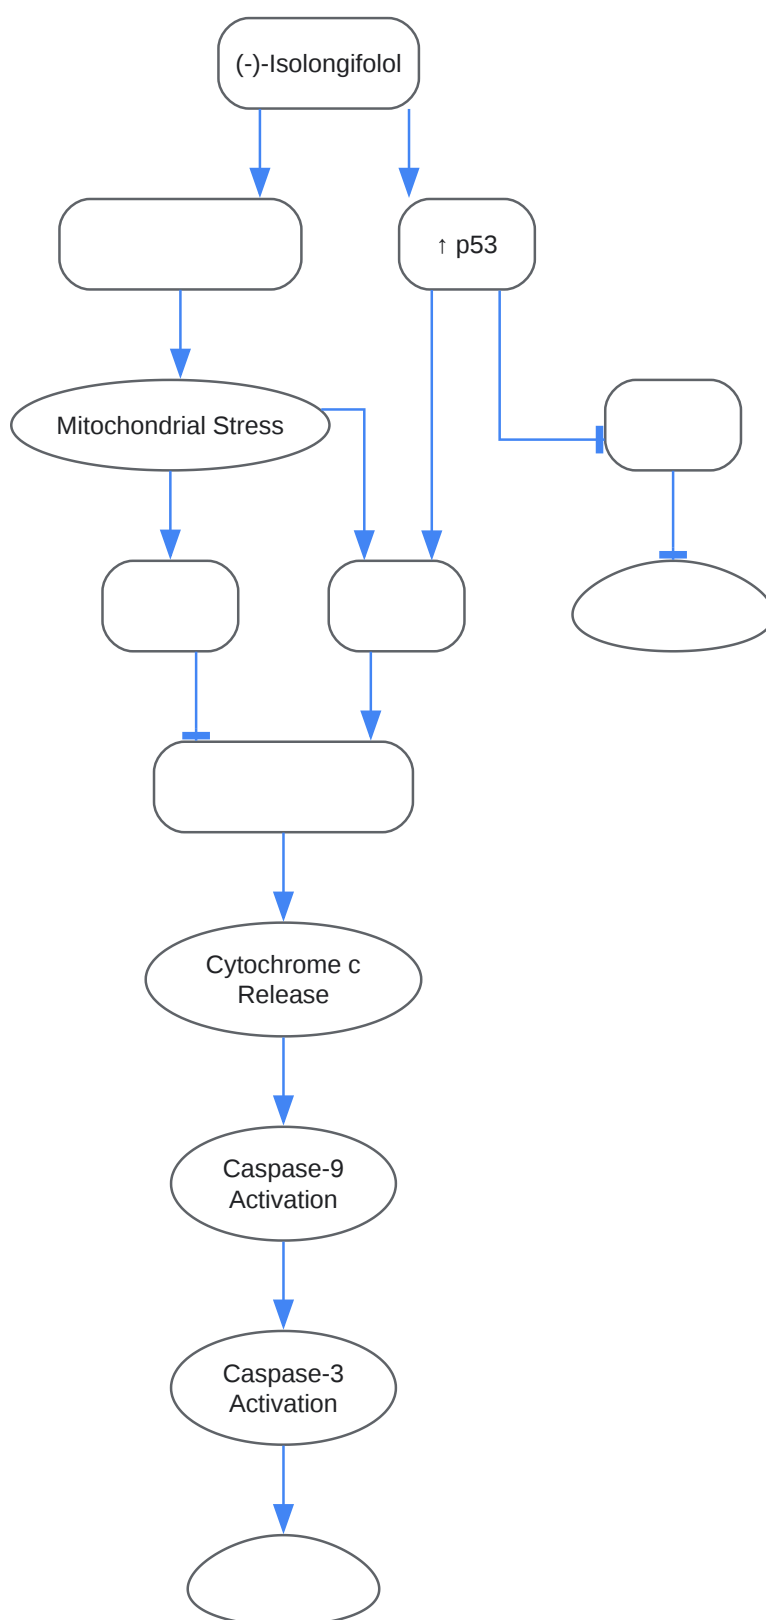 (-)-Isolongifolol
↑ p53
Mitochondrial Stress
Cytochrome c
Release
Caspase-9
Activation
Caspase-3
Activation